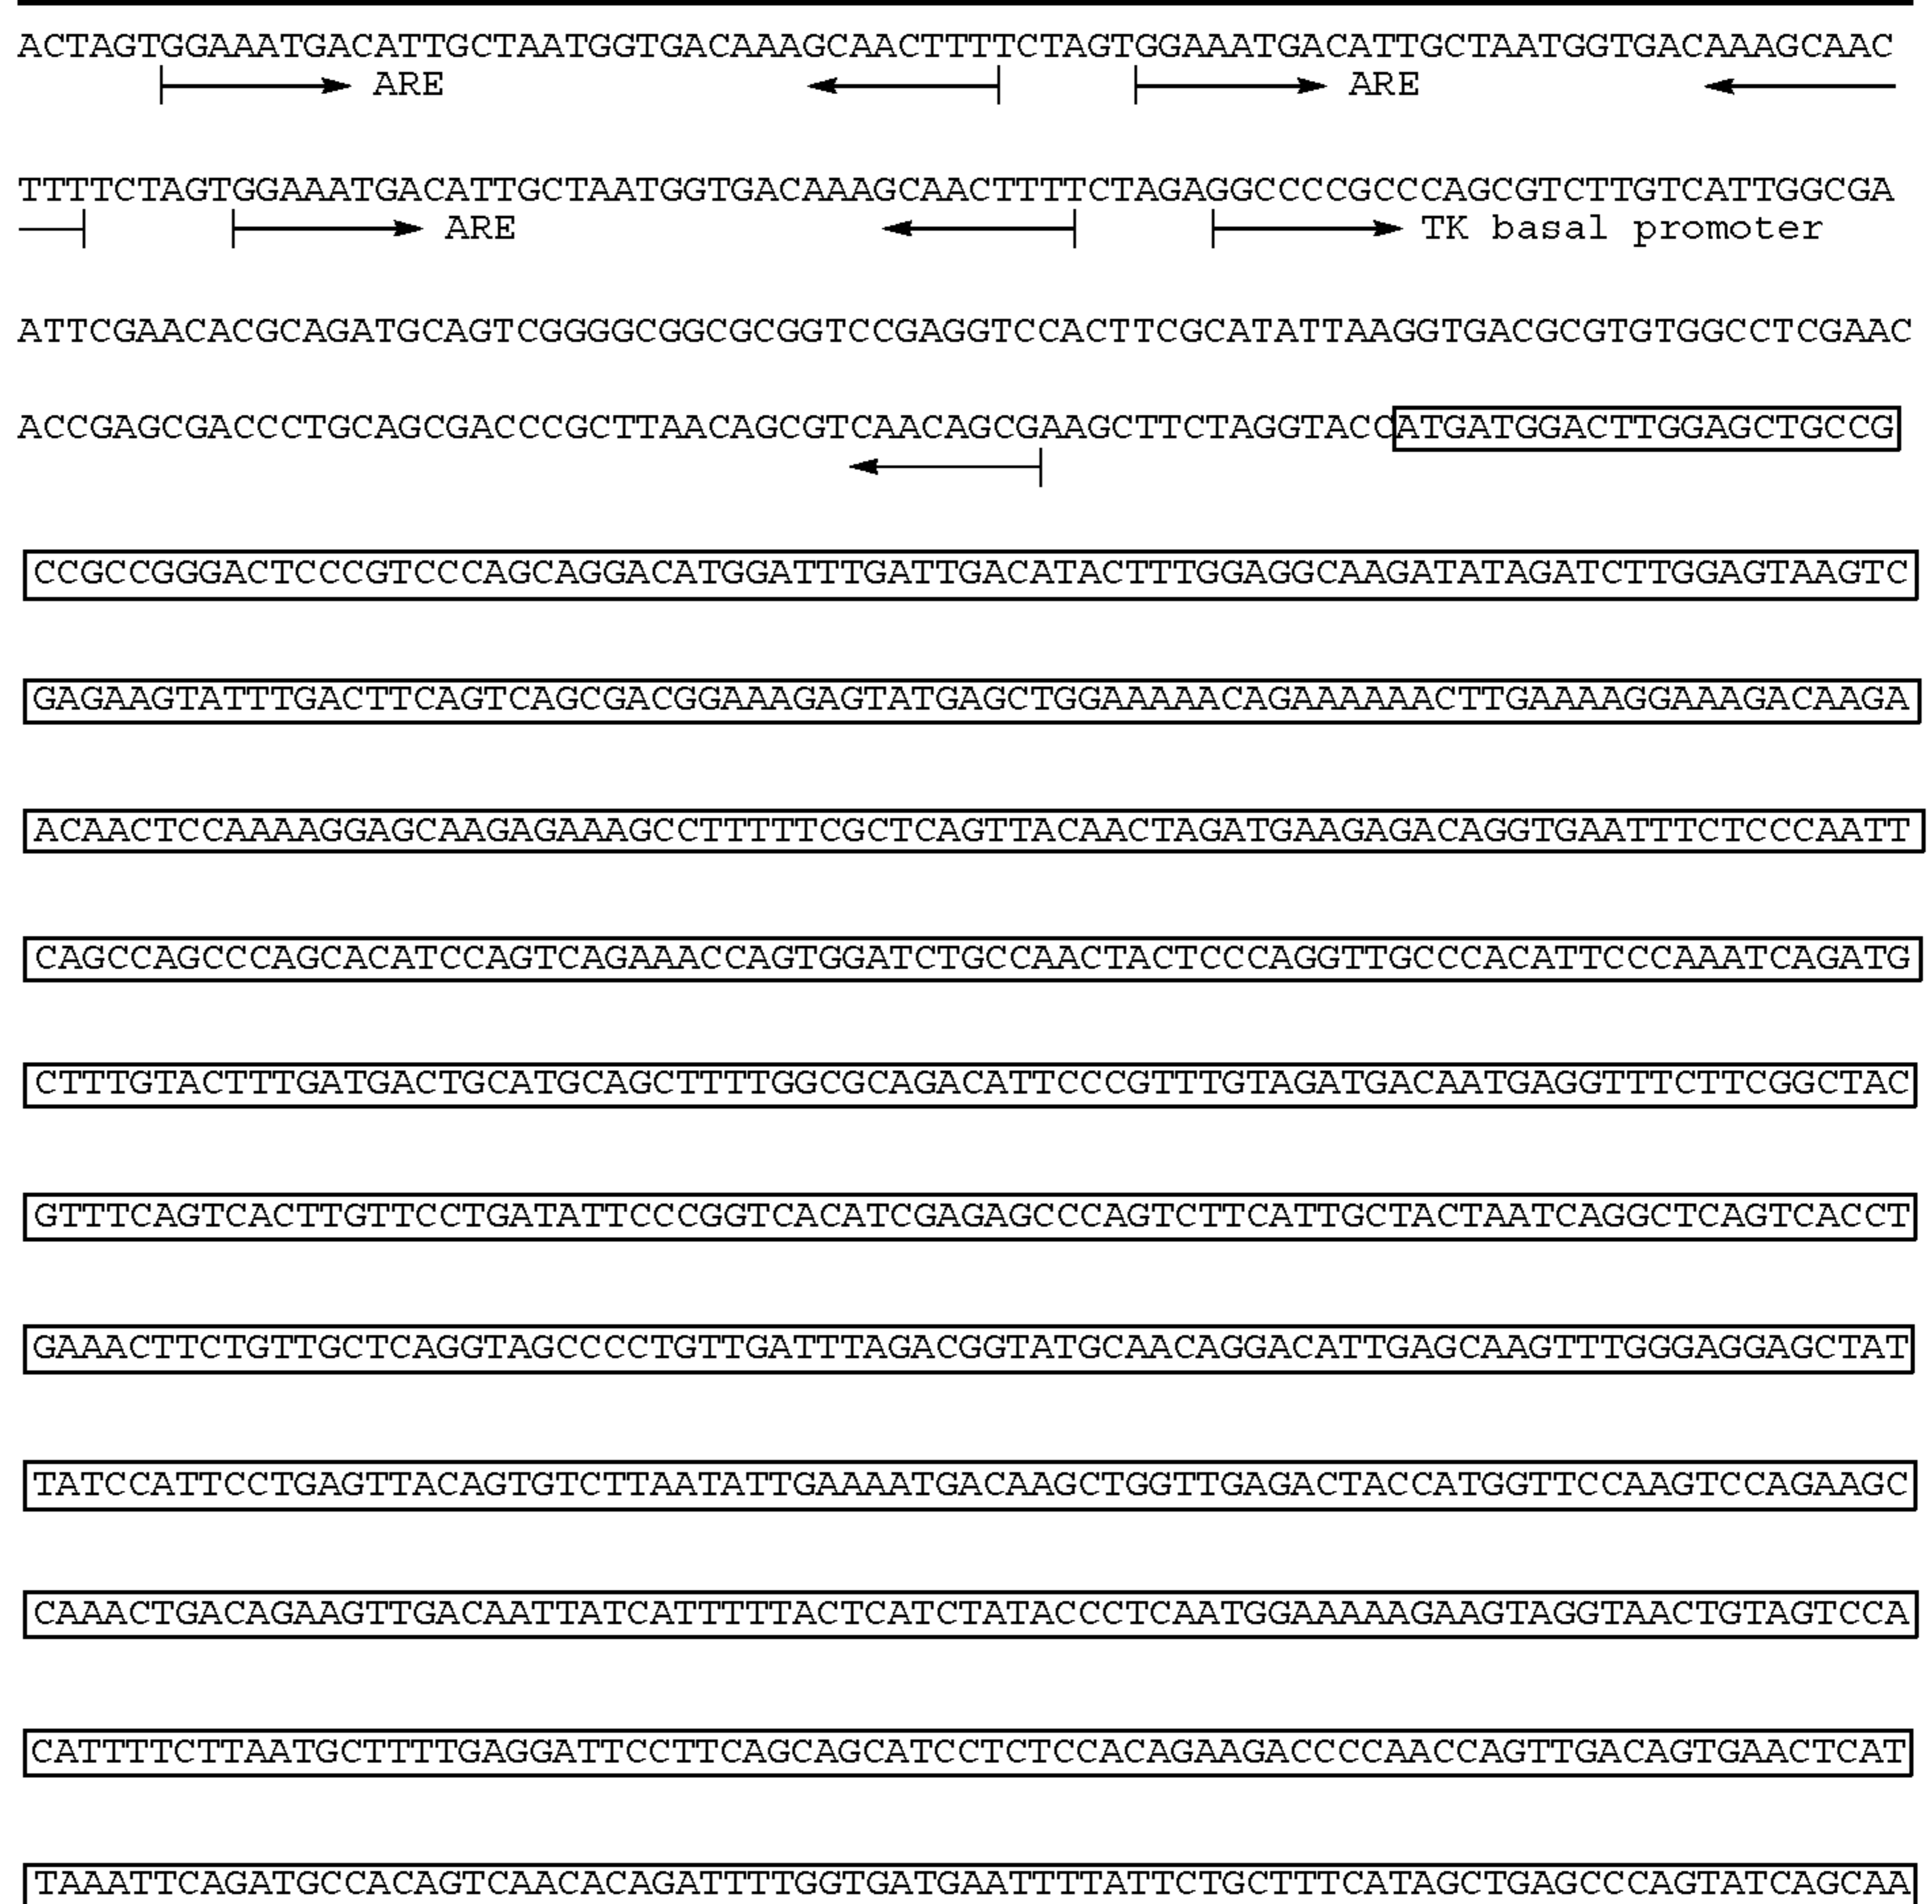 ACTAGTGGAAATGACATTGCTAATGGTGACAAAGCAACTTTTCTAGTGGAAATGACATTGCTAATGGTGACAAAGCAAC
ARE ARE
TTTTCTAGTGGAAATGACATTGCTAATGGTGACAAAGCAACTTTTCTAGAGGCCCCGCCCAGCGTCTTGTCATTGGCGA
ARE TK basal promoter
ATTCGAACACGCAGATGCAGTCGGGGCGGCGCGGTCCGAGGTCCACTTCGCATATTAAGGTGACGCGTGTGGCCTCGAAC
ACCGAGCGACCCTGCAGCGACCCGCTTAACAGCGTCAACAGCGAAGCTTCTAGGTACCATGATGGACTTGGAGCTGCCG
CCGCCGGGACTCCCGTCCCAGCAGGACATGGATTTGATTGACATACTTTGGAGGCAAGATATAGATCTTGGAGTAAGTC
GAGAAGTATTTGACTTCAGTCAGCGACGGAAAGAGTATGAGCTGGAAAAACAGAAAAAACTTGAAAAGGAAAGACAAGA
ACAACTCCAAAAGGAGCAAGAGAAAGCCTTTTTCGCTCAGTTACAACTAGATGAAGAGACAGGTGAATTTCTCCCAATT
CAGCCAGCCCAGCACATCCAGTCAGAAACCAGTGGATCTGCCAACTACTCCCAGGTTGCCCACATTCCCAAATCAGATG
CTTTGTACTTTGATGACTGCATGCAGCTTTTGGCGCAGACATTCCCGTTTGTAGATGACAATGAGGTTTCTTCGGCTAC
GTTTCAGTCACTTGTTCCTGATATTCCCGGTCACATCGAGAGCCCAGTCTTCATTGCTACTAATCAGGCTCAGTCACCT
GAAACTTCTGTTGCTCAGGTAGCCCCTGTTGATTTAGACGGTATGCAACAGGACATTGAGCAAGTTTGGGAGGAGCTAT
TATCCATTCCTGAGTTACAGTGTCTTAATATTGAAAATGACAAGCTGGTTGAGACTACCATGGTTCCAAGTCCAGAAGC
CAAACTGACAGAAGTTGACAATTATCATTTTTACTCATCTATACCCTCAATGGAAAAAGAAGTAGGTAACTGTAGTCCA
CATTTTCTTAATGCTTTTGAGGATTCCTTCAGCAGCATCCTCTCCACAGAAGACCCCAACCAGTTGACAGTGAACTCAT
TAAATTCAGATGCCACAGTCAACACAGATTTTGGTGATGAATTTTATTCTGCTTTCATAGCTGAGCCCAGTATCAGCAA